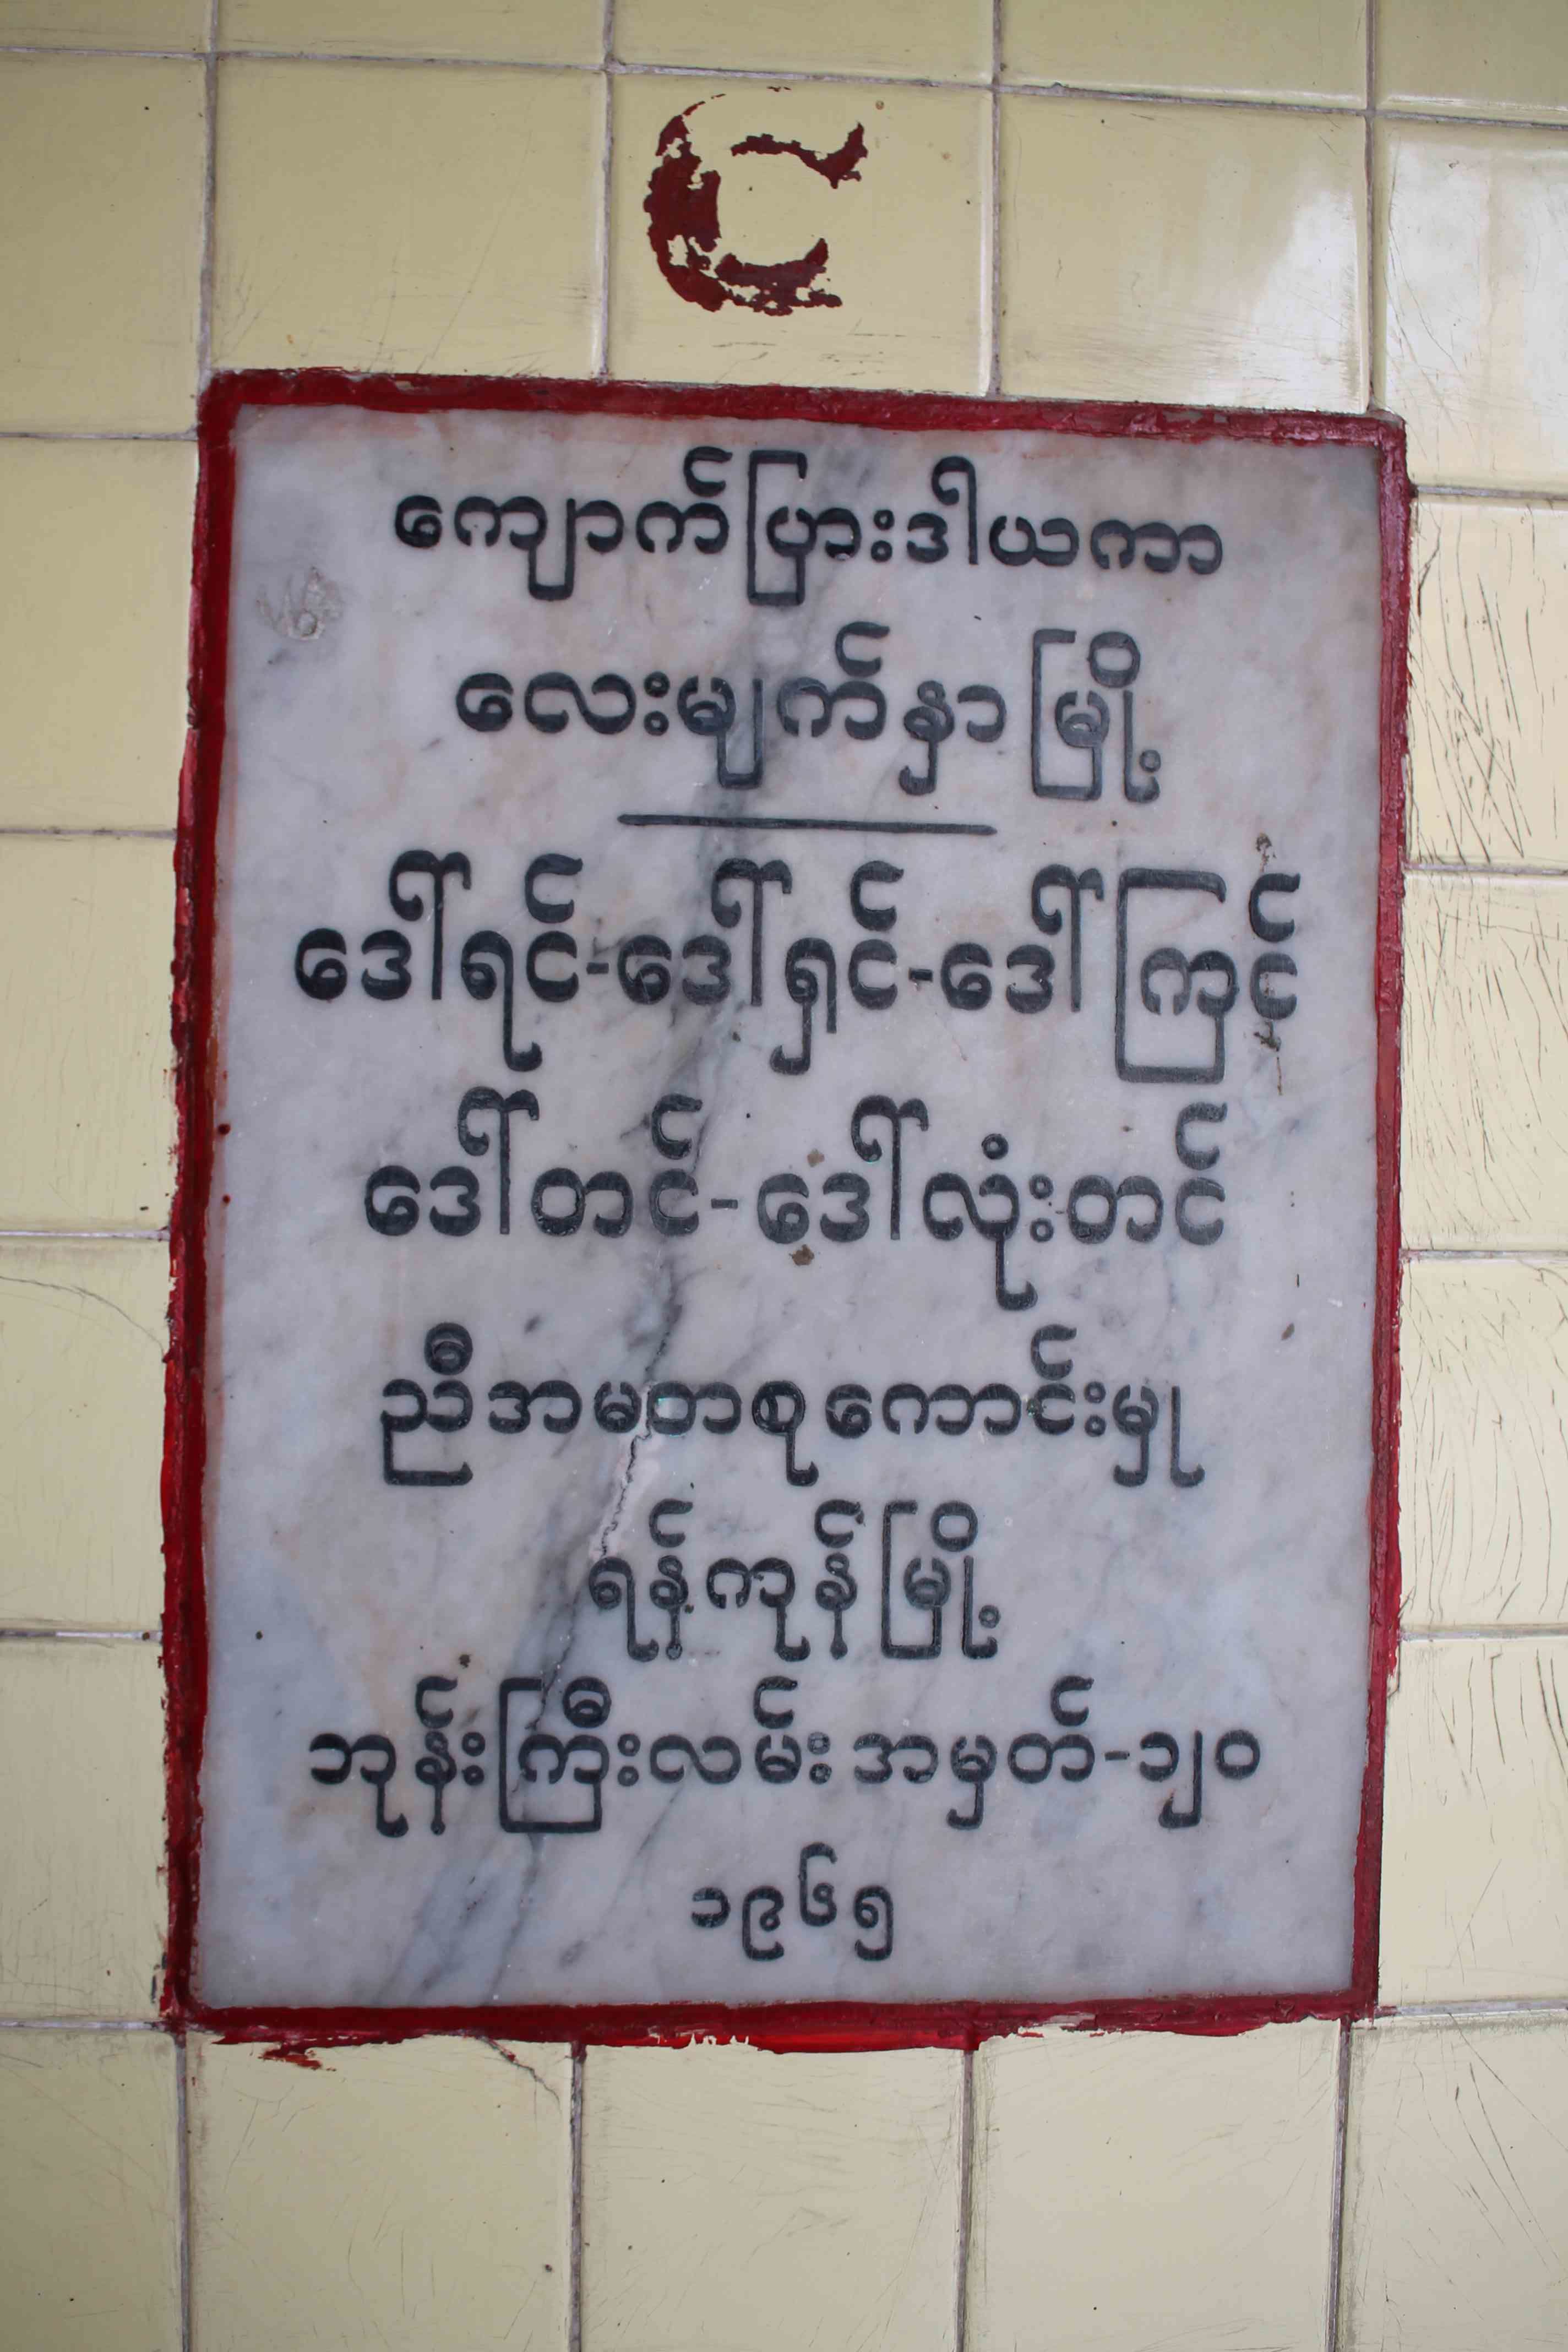 C
ကျောက်ပြားဒါယကာ
လေးမျက်နှာမြို့
ဒေါ်ရင်-ဒေါ်ရှင်-ဒေါ်ကြင်
ဒေါ်တင်-ဒေါ်လုံးတင်
ညီအမတစုကောင်းမှု
ရန်ကုန်မြို့
ဘုန်းကြီးလမ်းအမှတ်-၁၂၀
၁၉၆၅